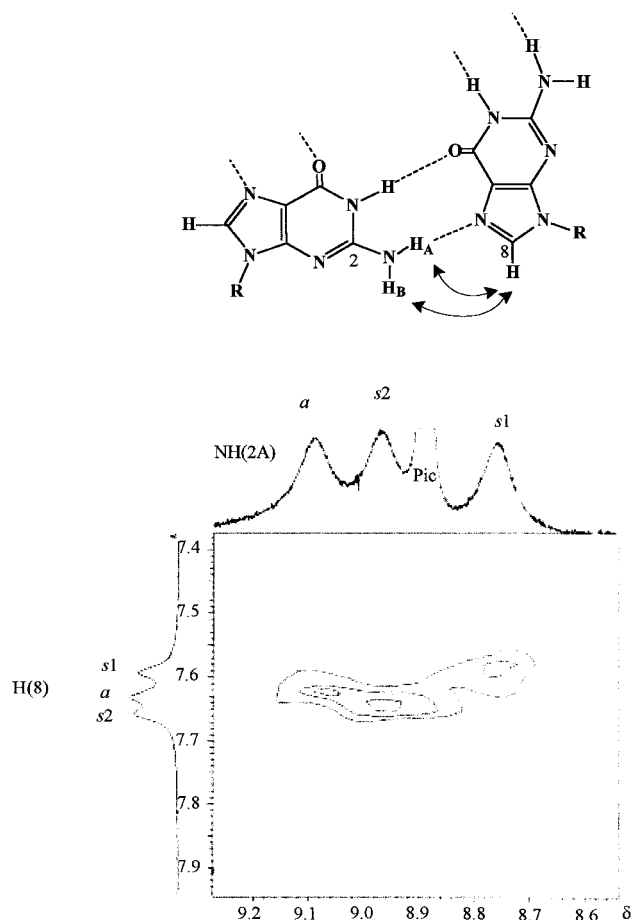 H
N
H
H
N
O
N
O
H
N
N
N
N
H
N
H_A
N
N
2
N
N
N
8
R
R
H_B
H
a
s2
s1
NH(2A)
Pic
7.4
7.5
7.6
7.7
7.8
7.9
H(8)
s1
a
s2
9.2
9.1
9.0
8.9
8.8
8.7
8.6
δ